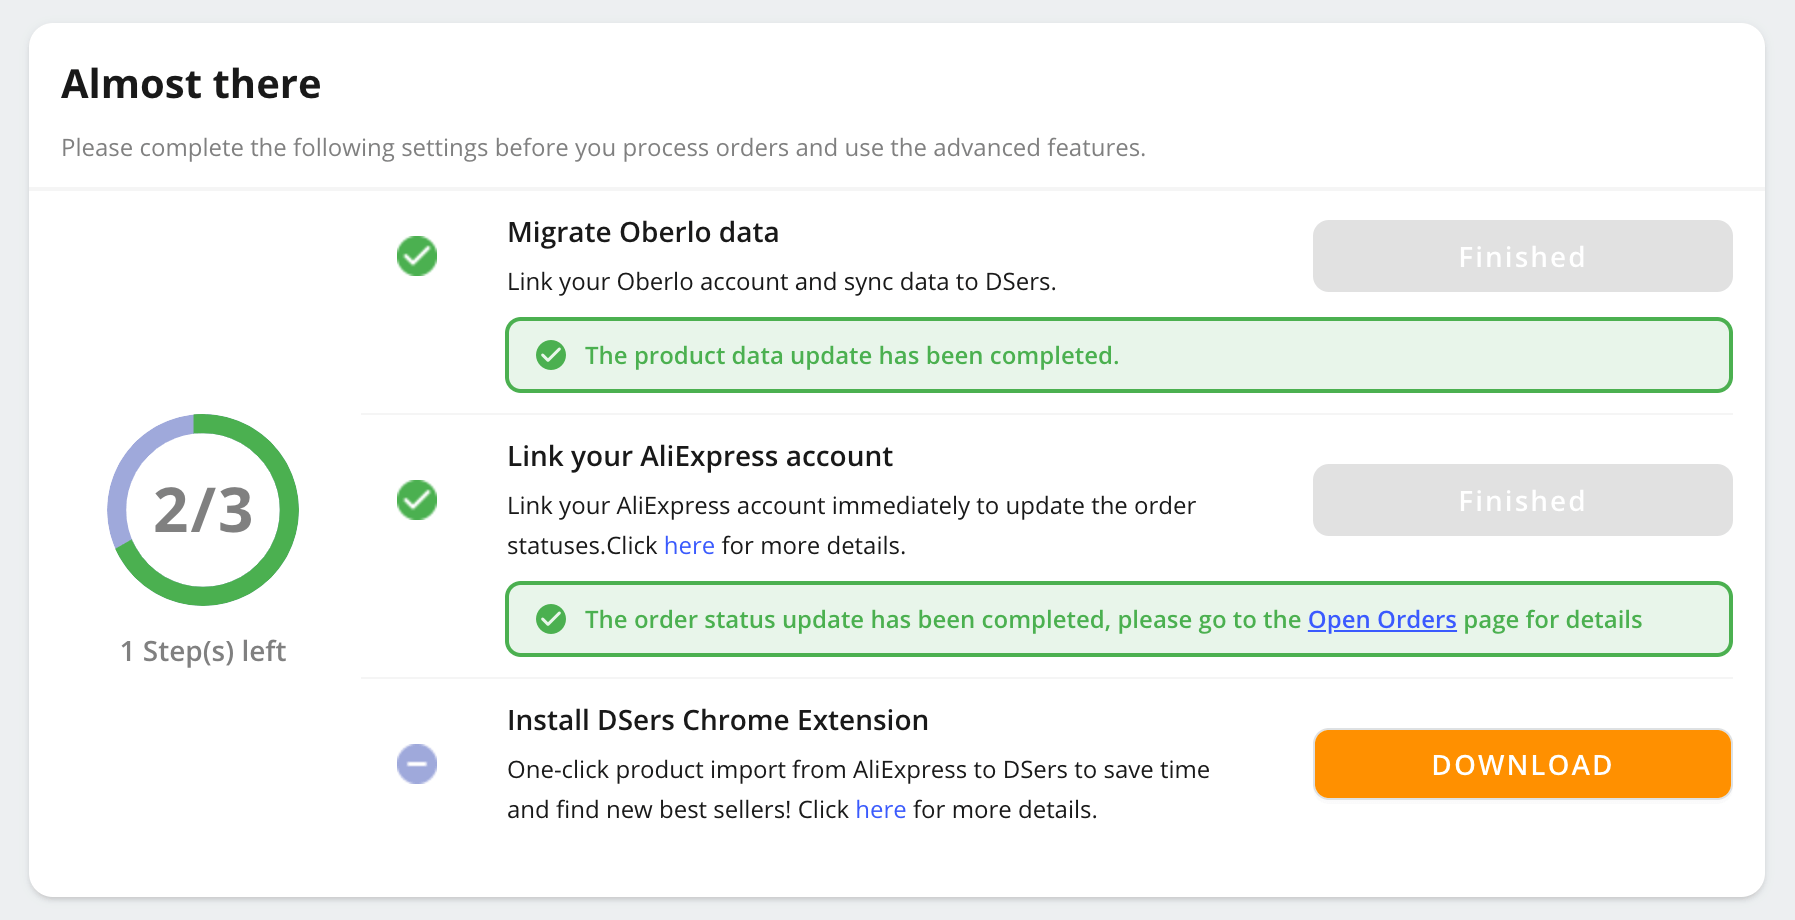 Almost there
Please complete the following settings before you process orders and use the advanced features.
Migrate Oberlo data
Link your Oberlo account and sync data to DSers.
Finished
The product data update has been completed.
2/3
1 Step(s) left
Link your AliExpress account
Link your AliExpress account immediately to update the order
statuses.Click here for more details.
Finished
The order status update has been completed, please go to the Open Orders page for details
Install DSers Chrome Extension
One-click product import from AliExpress to DSers to save time
and find new best sellers! Click here for more details.
DOWNLOAD